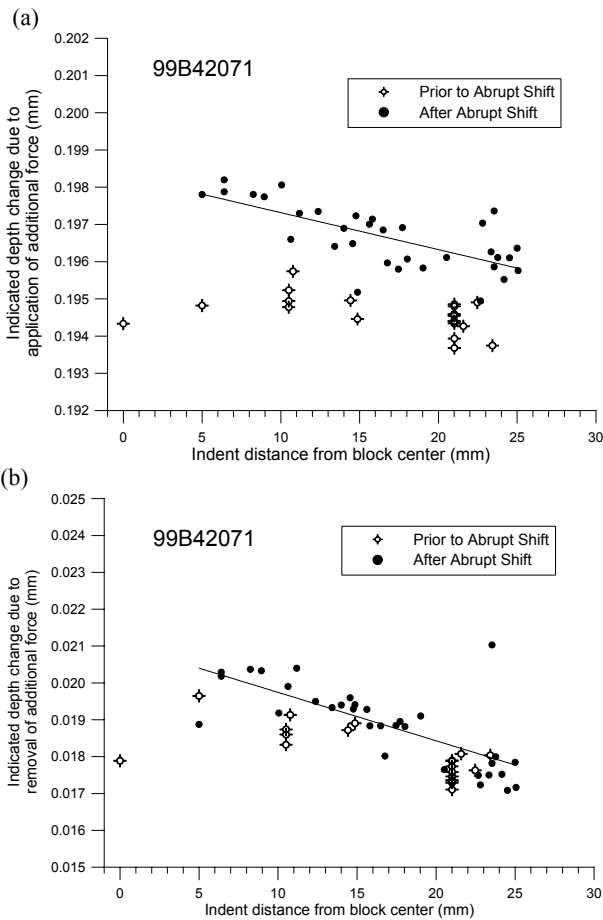 (a)
0.202
0.201
0.200
0.199
0.198
0.197
0.196
0.195
0.194
0.193
0.192
Indicated depth change due to
application of additional force (mm)
99B42071
Prior to Abrupt Shift
After Abrupt Shift
0 5 10 15 20 25 30
Indent distance from block center (mm)
(b)
0.025
0.024
0.023
0.022
0.021
0.020
0.019
0.018
0.017
0.016
0.015
Indicated depth change due to
removal of additional force (mm)
99B42071
Prior to Abrupt Shift
After Abrupt Shift
0 5 10 15 20 25 30
Indent distance from block center (mm)